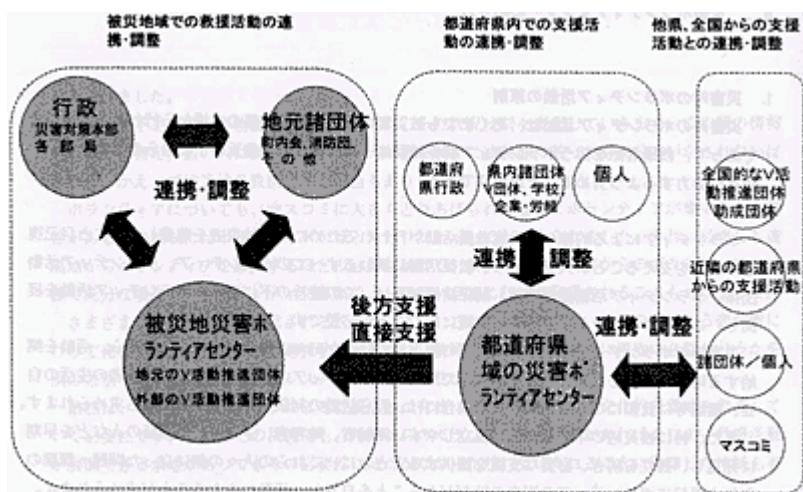 被災地域での救援活動の連
携・調整
都道府県内での支援活
動の連携・調整
他県、全国からの支援
活動との連携・調整
行政
災害対策本部
各部局
地元諸団体
町内会、消防団、
その他
連携・調整
被災地災害ボ
ランティアセンター
地元のV活動推進団体
外部のV活動推進団体
後方支援
直接支援
都道府
県行政
県内諸団体
V団体、学校
企業・労組
個人
連携・調整
都道府県
域の災害ボ
ランティアセンター
連携・調整
全国的なV活
動推進団体
助成団体
近隣の都道府県
からの支援活動
諸団体／個人
マスコミ